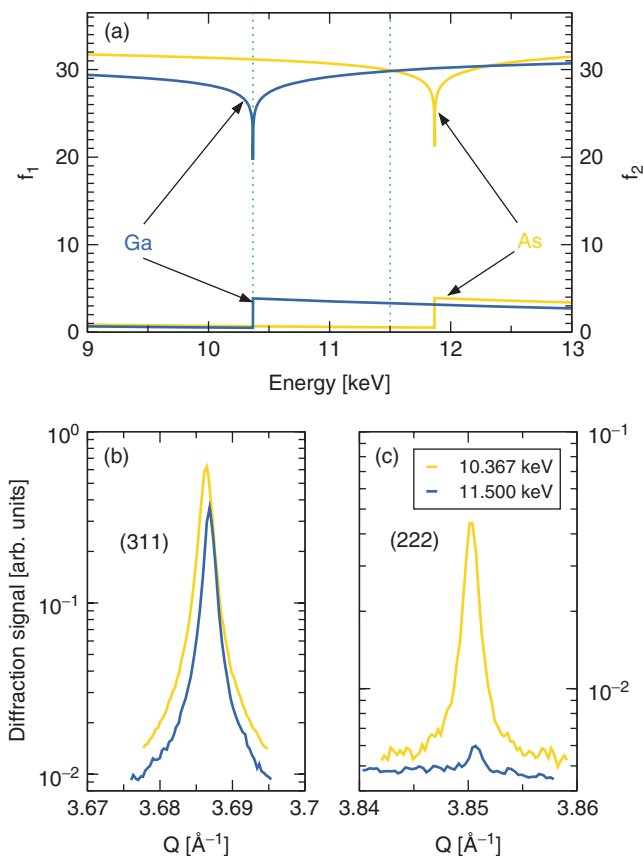 (a)
30
20
10
0
f1
30
20
10
0
f2
Ga
As
9 10 11 12 13
Energy [keV]
(b)
10⁰
10⁻¹
10⁻²
Diffraction signal [arb. units]
(311)
3.67 3.68 3.69 3.7
Q [Å⁻¹]
(c)
10.367 keV
11.500 keV
(222)
10⁻¹
10⁻²
3.84 3.85 3.86
Q [Å⁻¹]